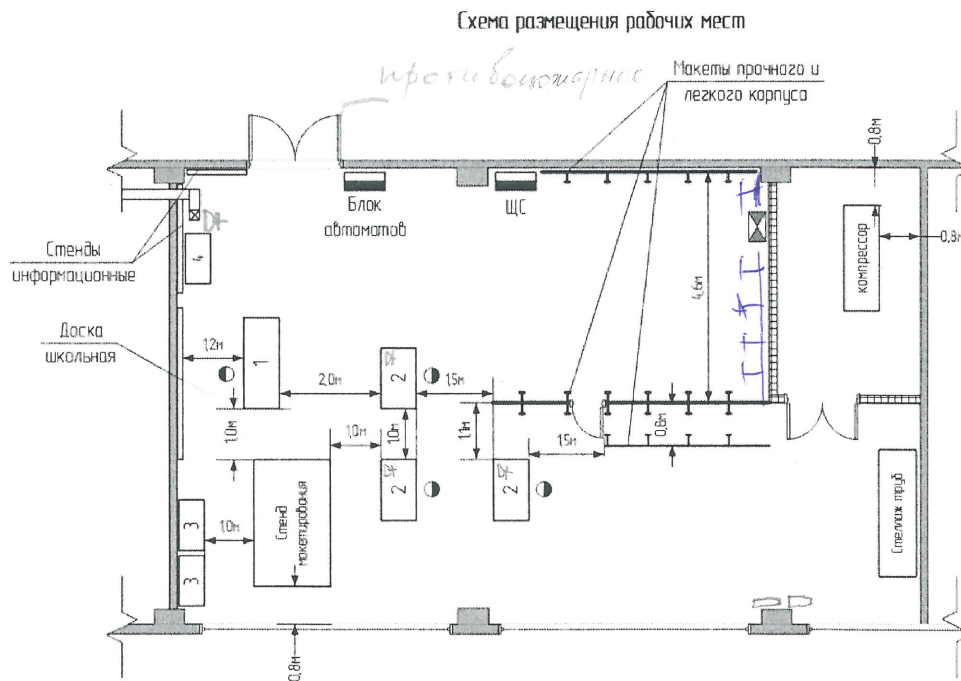 Схема размещения рабочих мест
противопожарные
Макеты прочного и
легкого корпуса
0,8м
Блок
автоматов
ЩС
Стенды
информационные
4
4,6м
компрессор
0,8м
Доска
школьная
1,2м
1
2,0м
2
1,5м
1,0м
1,0м
1,0м
1,1м
1,5м
0,8м
2
2
3
3
1,0м
Стенд
макетирования
Стеллаж труб
0,8м